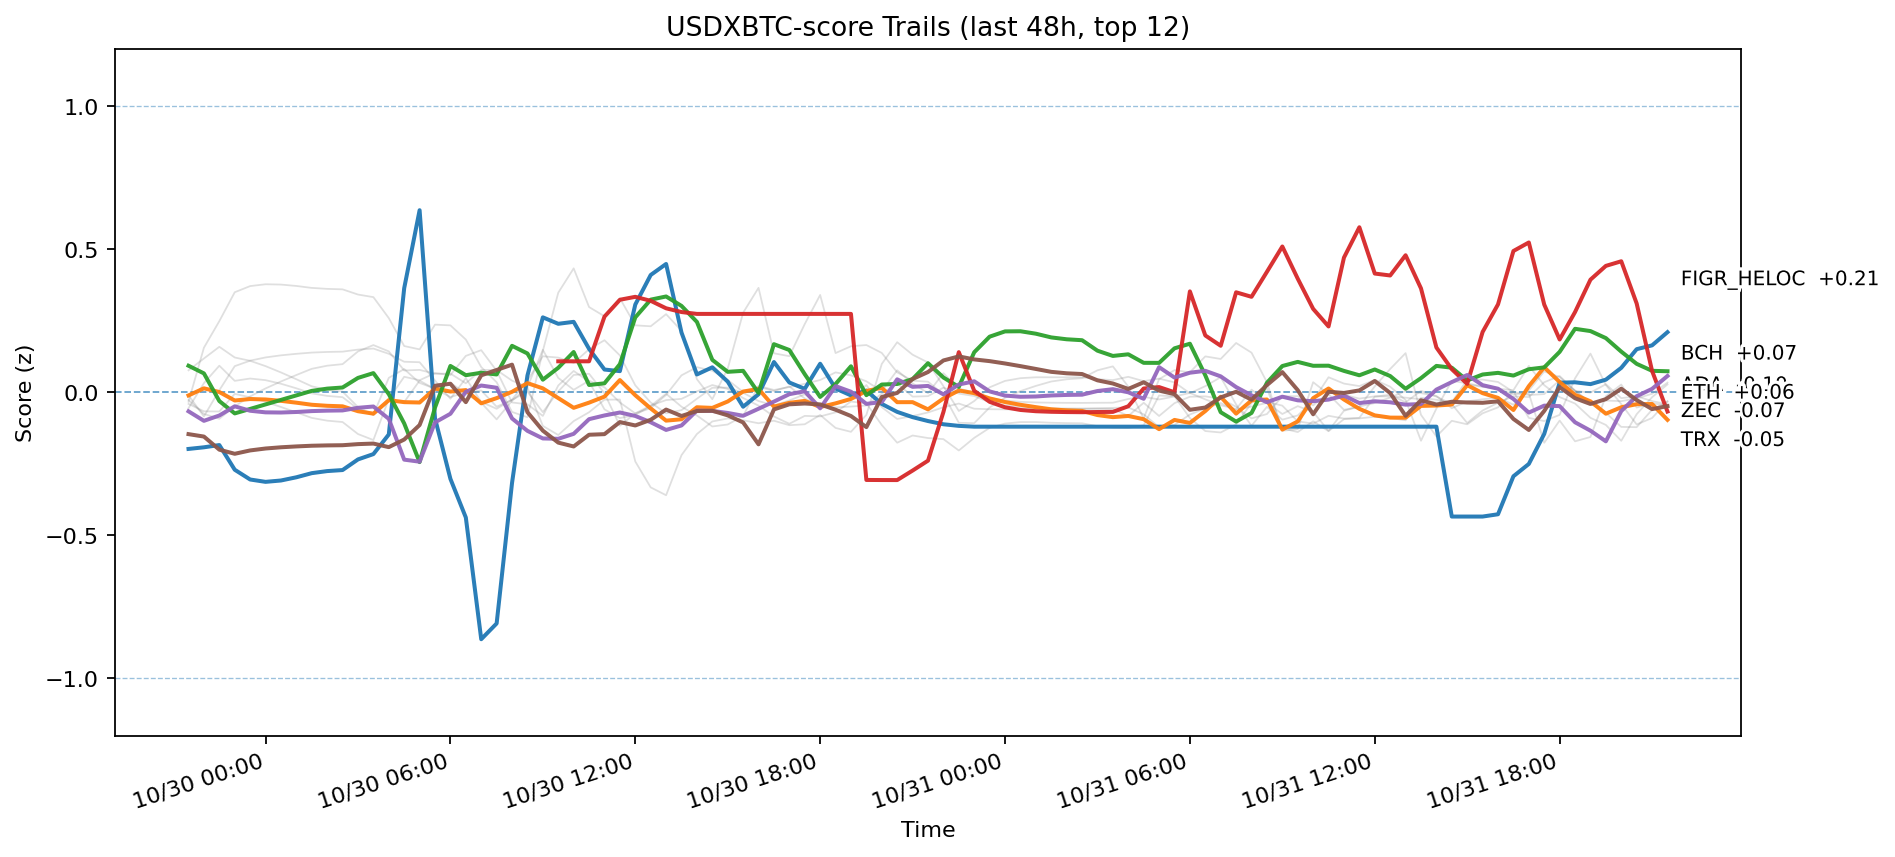 USDXBTC-score Trails (last 48h, top 12)
Score (z)
1.0
0.5
0.0
−0.5
−1.0
FIGR_HELOC +0.21
BCH +0.07
ADA -0.10
ETH +0.06
ZEC -0.07
TRX -0.05
10/30 00:00
10/30 06:00
10/30 12:00
10/30 18:00
10/31 00:00
10/31 06:00
10/31 12:00
10/31 18:00
Time